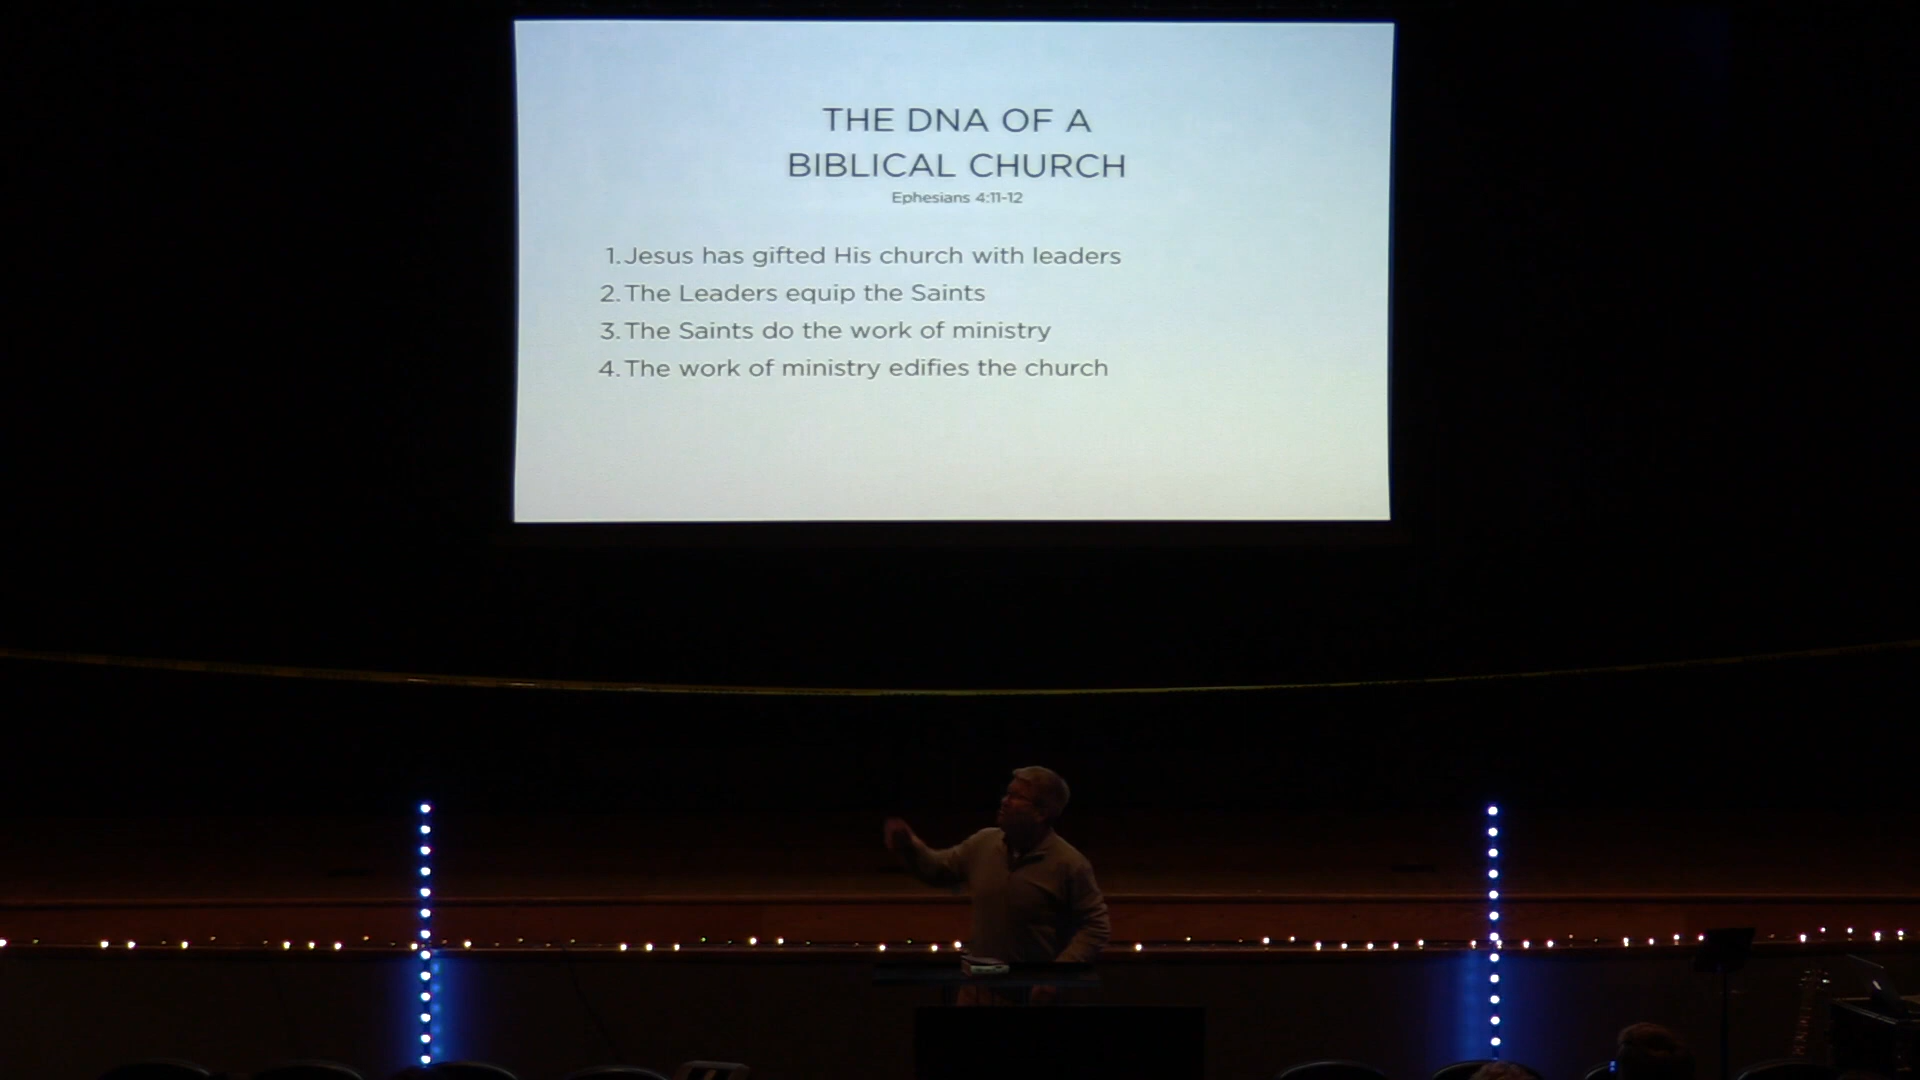 THE DNA OF A
BIBLICAL CHURCH
Ephesians 4:11-12
1. Jesus has gifted His church with leaders
2. The Leaders equip the Saints
3. The Saints do the work of ministry
4. The work of ministry edifies the church